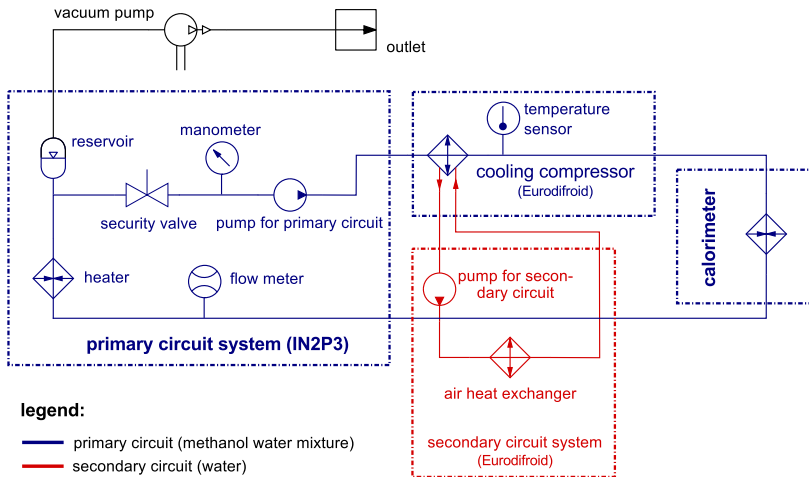 vacuum pump
outlet
reservoir
manometer
temperature
sensor
cooling compressor
(Eurodifroid)
security valve
pump for primary circuit
calorimeter
heater
flow meter
pump for secon-
dary circuit
primary circuit system (IN2P3)
air heat exchanger
legend:
primary circuit (methanol water mixture)
secondary circuit (water)
secondary circuit system
(Eurodifroid)